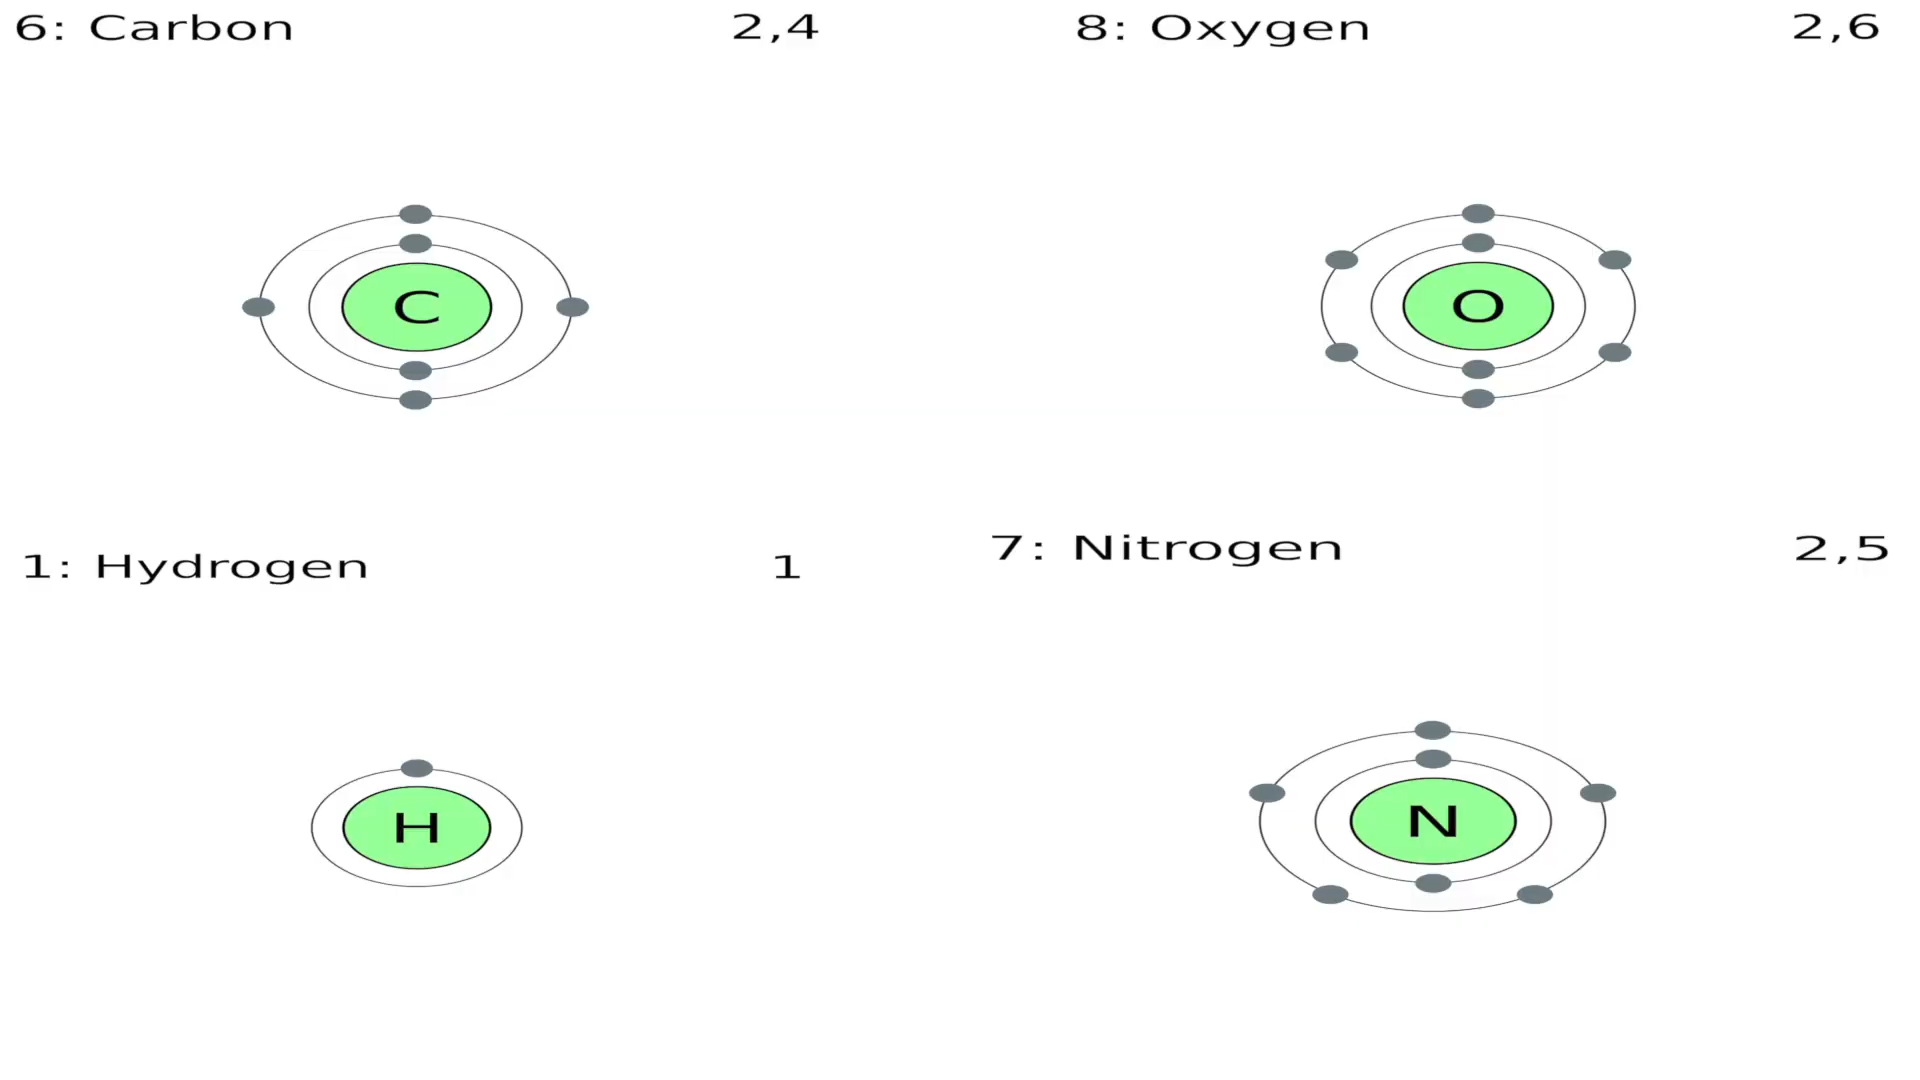 6: Carbon 2,4
C
8: Oxygen 2,6
O
1: Hydrogen 1
H
7: Nitrogen 2,5
N